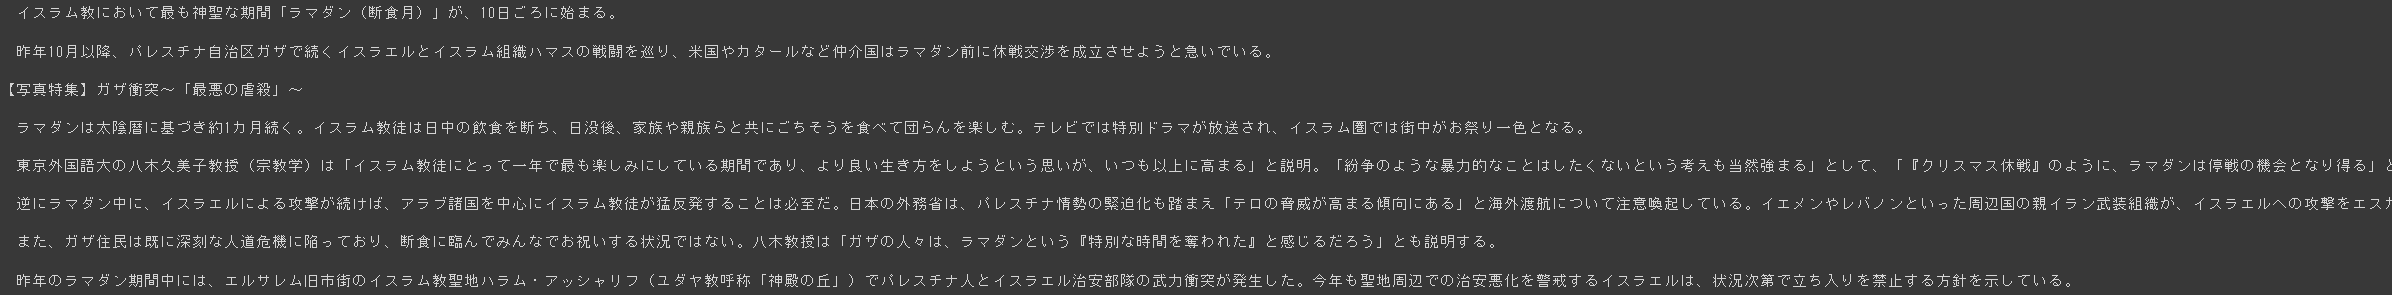 イスラム教において最も神聖な期間「ラマダン（断食月）」が、10日ごろに始まる。
昨年10月以降、パレスチナ自治区ガザで続くイスラエルとイスラム組織ハマスの戦闘を巡り、米国やカタールなど仲介国はラマダン前に休戦交渉を成立させようと急いでいる。
【写真特集】ガザ衝突～「最悪の虐殺」～
ラマダンは太陰暦に基づき約1カ月続く。イスラム教徒は日中の飲食を断ち、日没後、家族や親族らと共にごちそうを食べて団らんを楽しむ。テレビでは特別ドラマが放送され、イスラム圏では街中がお祭り一色となる。
東京外国語大の八木久美子教授（宗教学）は「イスラム教徒にとって一年で最も楽しみにしている期間であり、より良い生き方をしようという思いが、いつも以上に高まる」と説明。「紛争のような暴力的なことはしたくないという考えも当然強まる」として、「『クリスマス休戦』のように、ラマダンは停戦の機会となり得る」と
逆にラマダン中に、イスラエルによる攻撃が続けば、アラブ諸国を中心にイスラム教徒が猛反発することは必至だ。日本の外務省は、パレスチナ情勢の緊迫化も踏まえ「テロの脅威が高まる傾向にある」と海外渡航について注意喚起している。イエメンやレバノンといった周辺国の親イラン武装組織が、イスラエルへの攻撃をエスカ
また、ガザ住民は既に深刻な人道危機に陥っており、断食に臨んでみんなでお祝いする状況ではない。八木教授は「ガザの人々は、ラマダンという『特別な時間を奪われた』と感じるだろう」とも説明する。
昨年のラマダン期間中には、エルサレム旧市街のイスラム教聖地ハラム・アッシャリフ（ユダヤ教呼称「神殿の丘」）でパレスチナ人とイスラエル治安部隊の武力衝突が発生した。今年も聖地周辺での治安悪化を警戒するイスラエルは、状況次第で立ち入りを禁止する方針を示している。